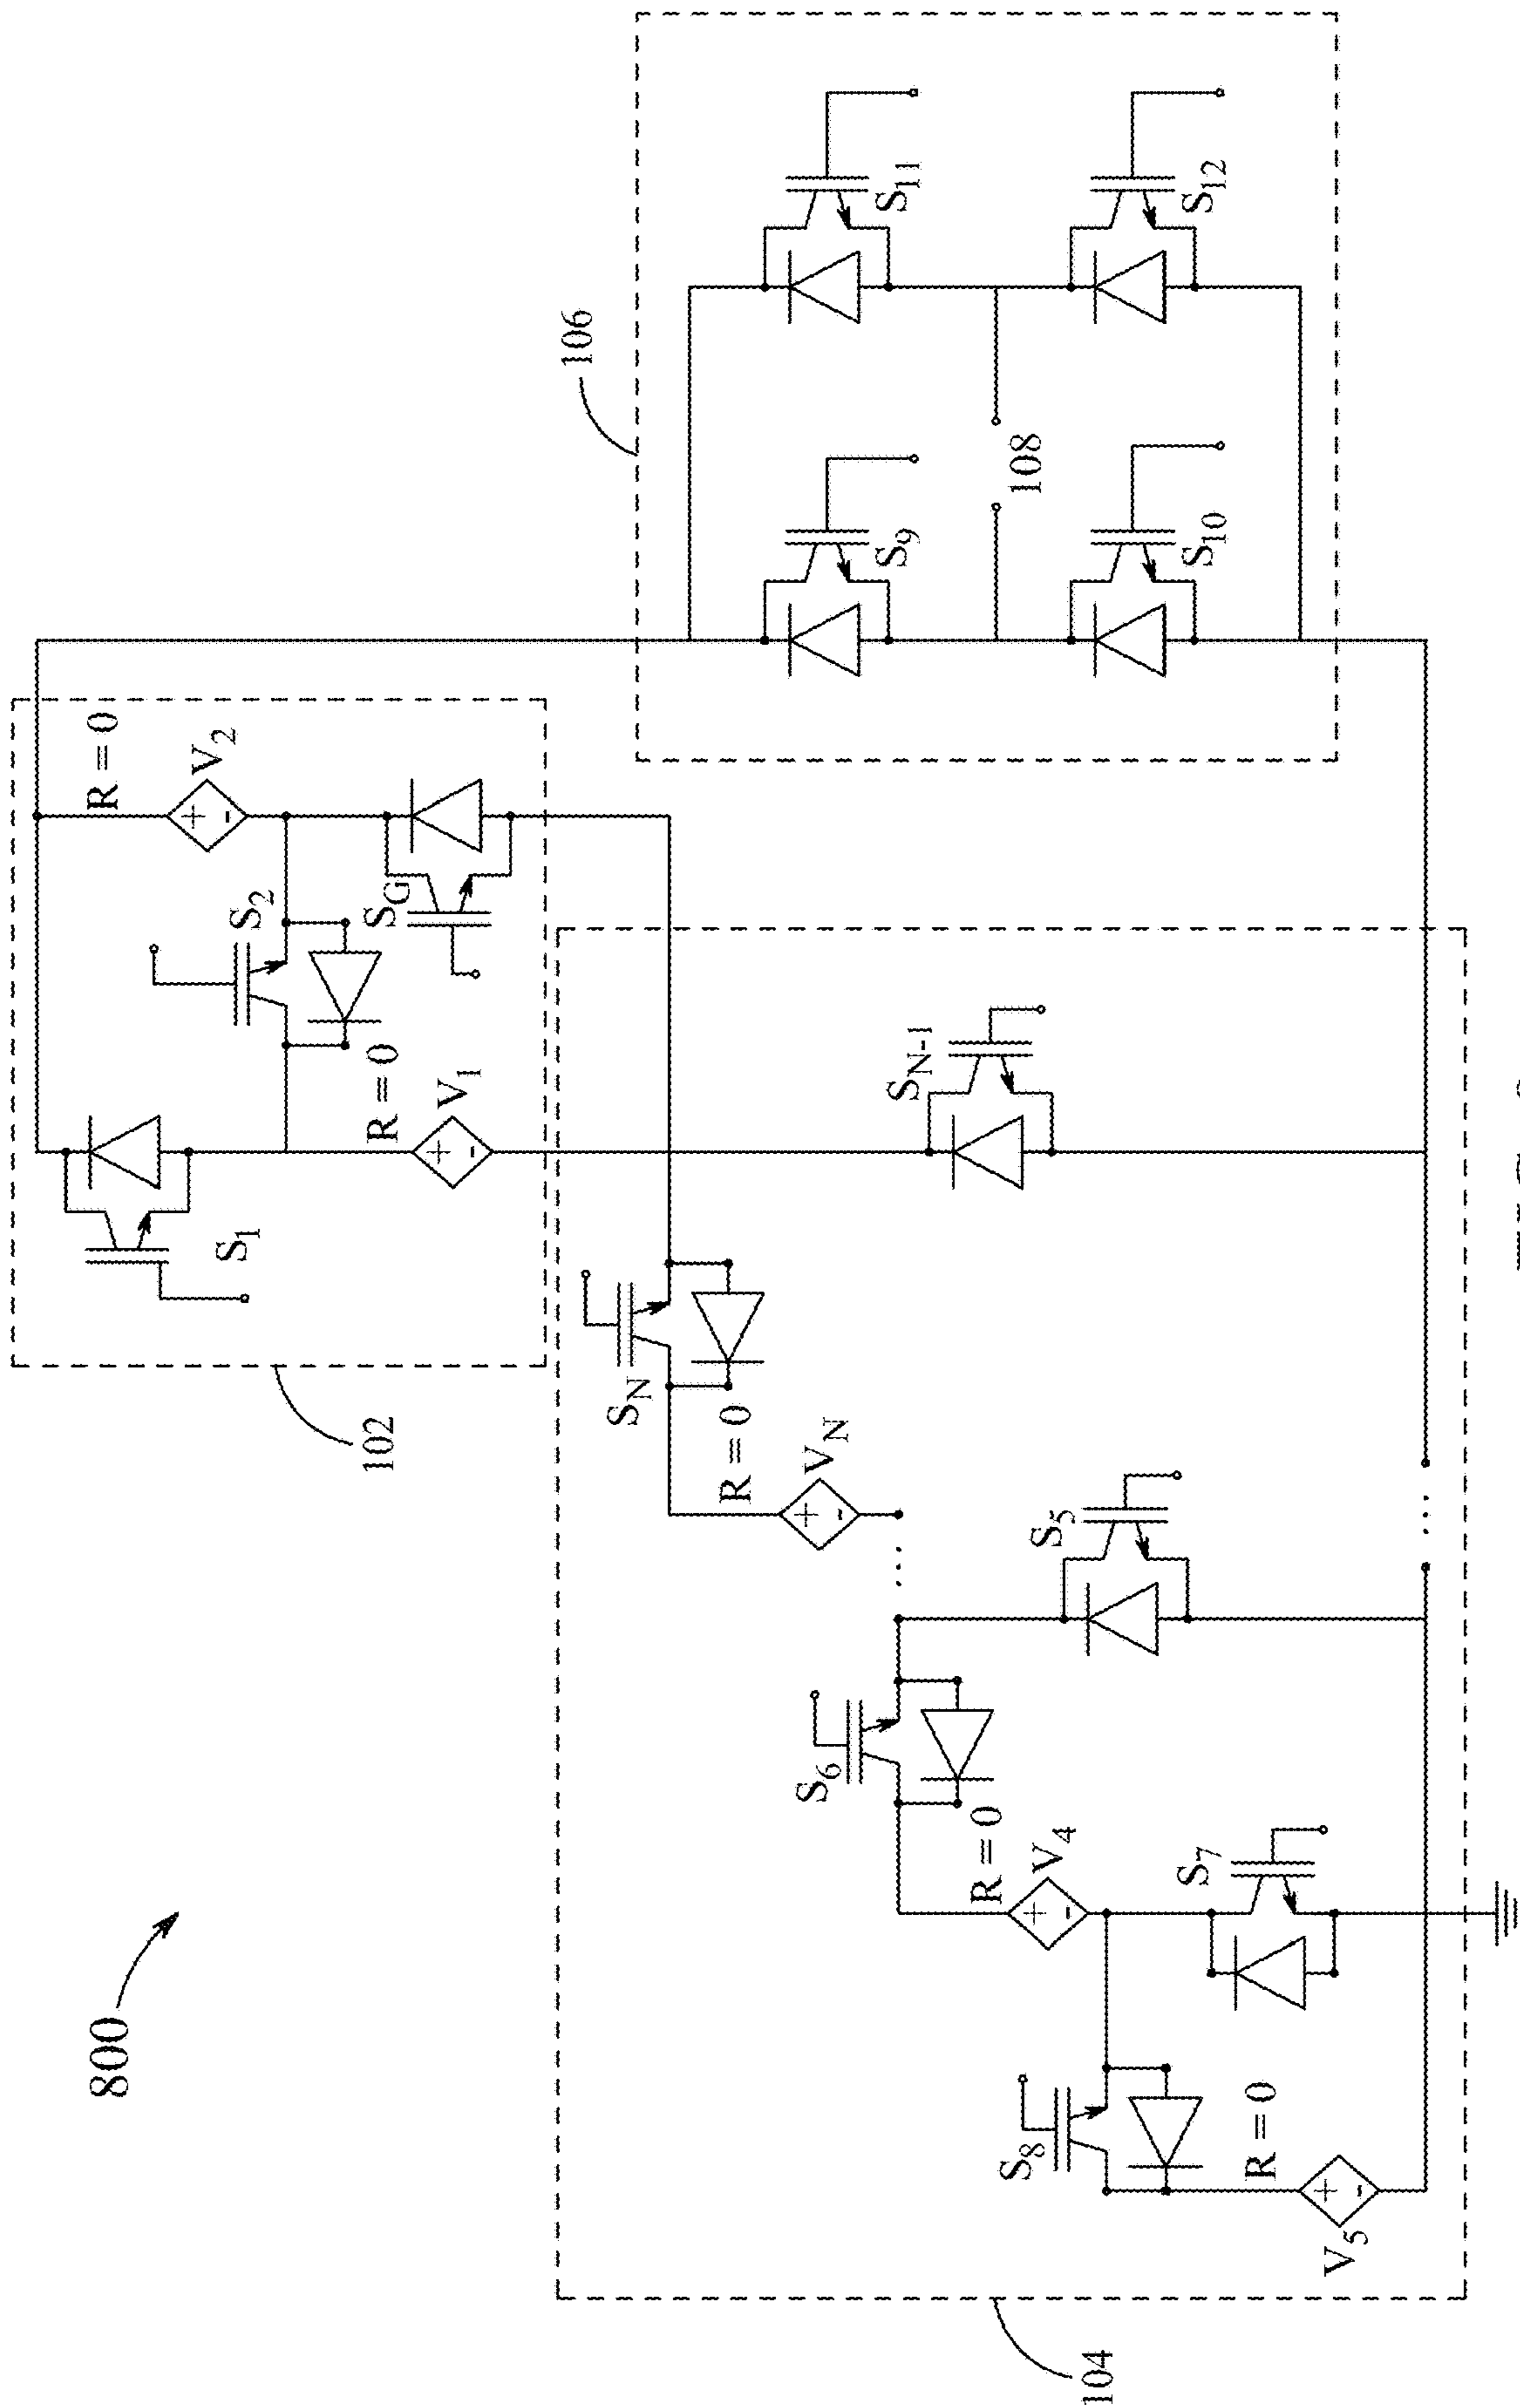 800
102
S1
R = 0
V1
S2
R = 0
V2
SG
104
SN
R = 0
VN
SN-1
S5
S6
R = 0
V4
S7
S8
R = 0
V5
106
S9
S10
S11
S12
108